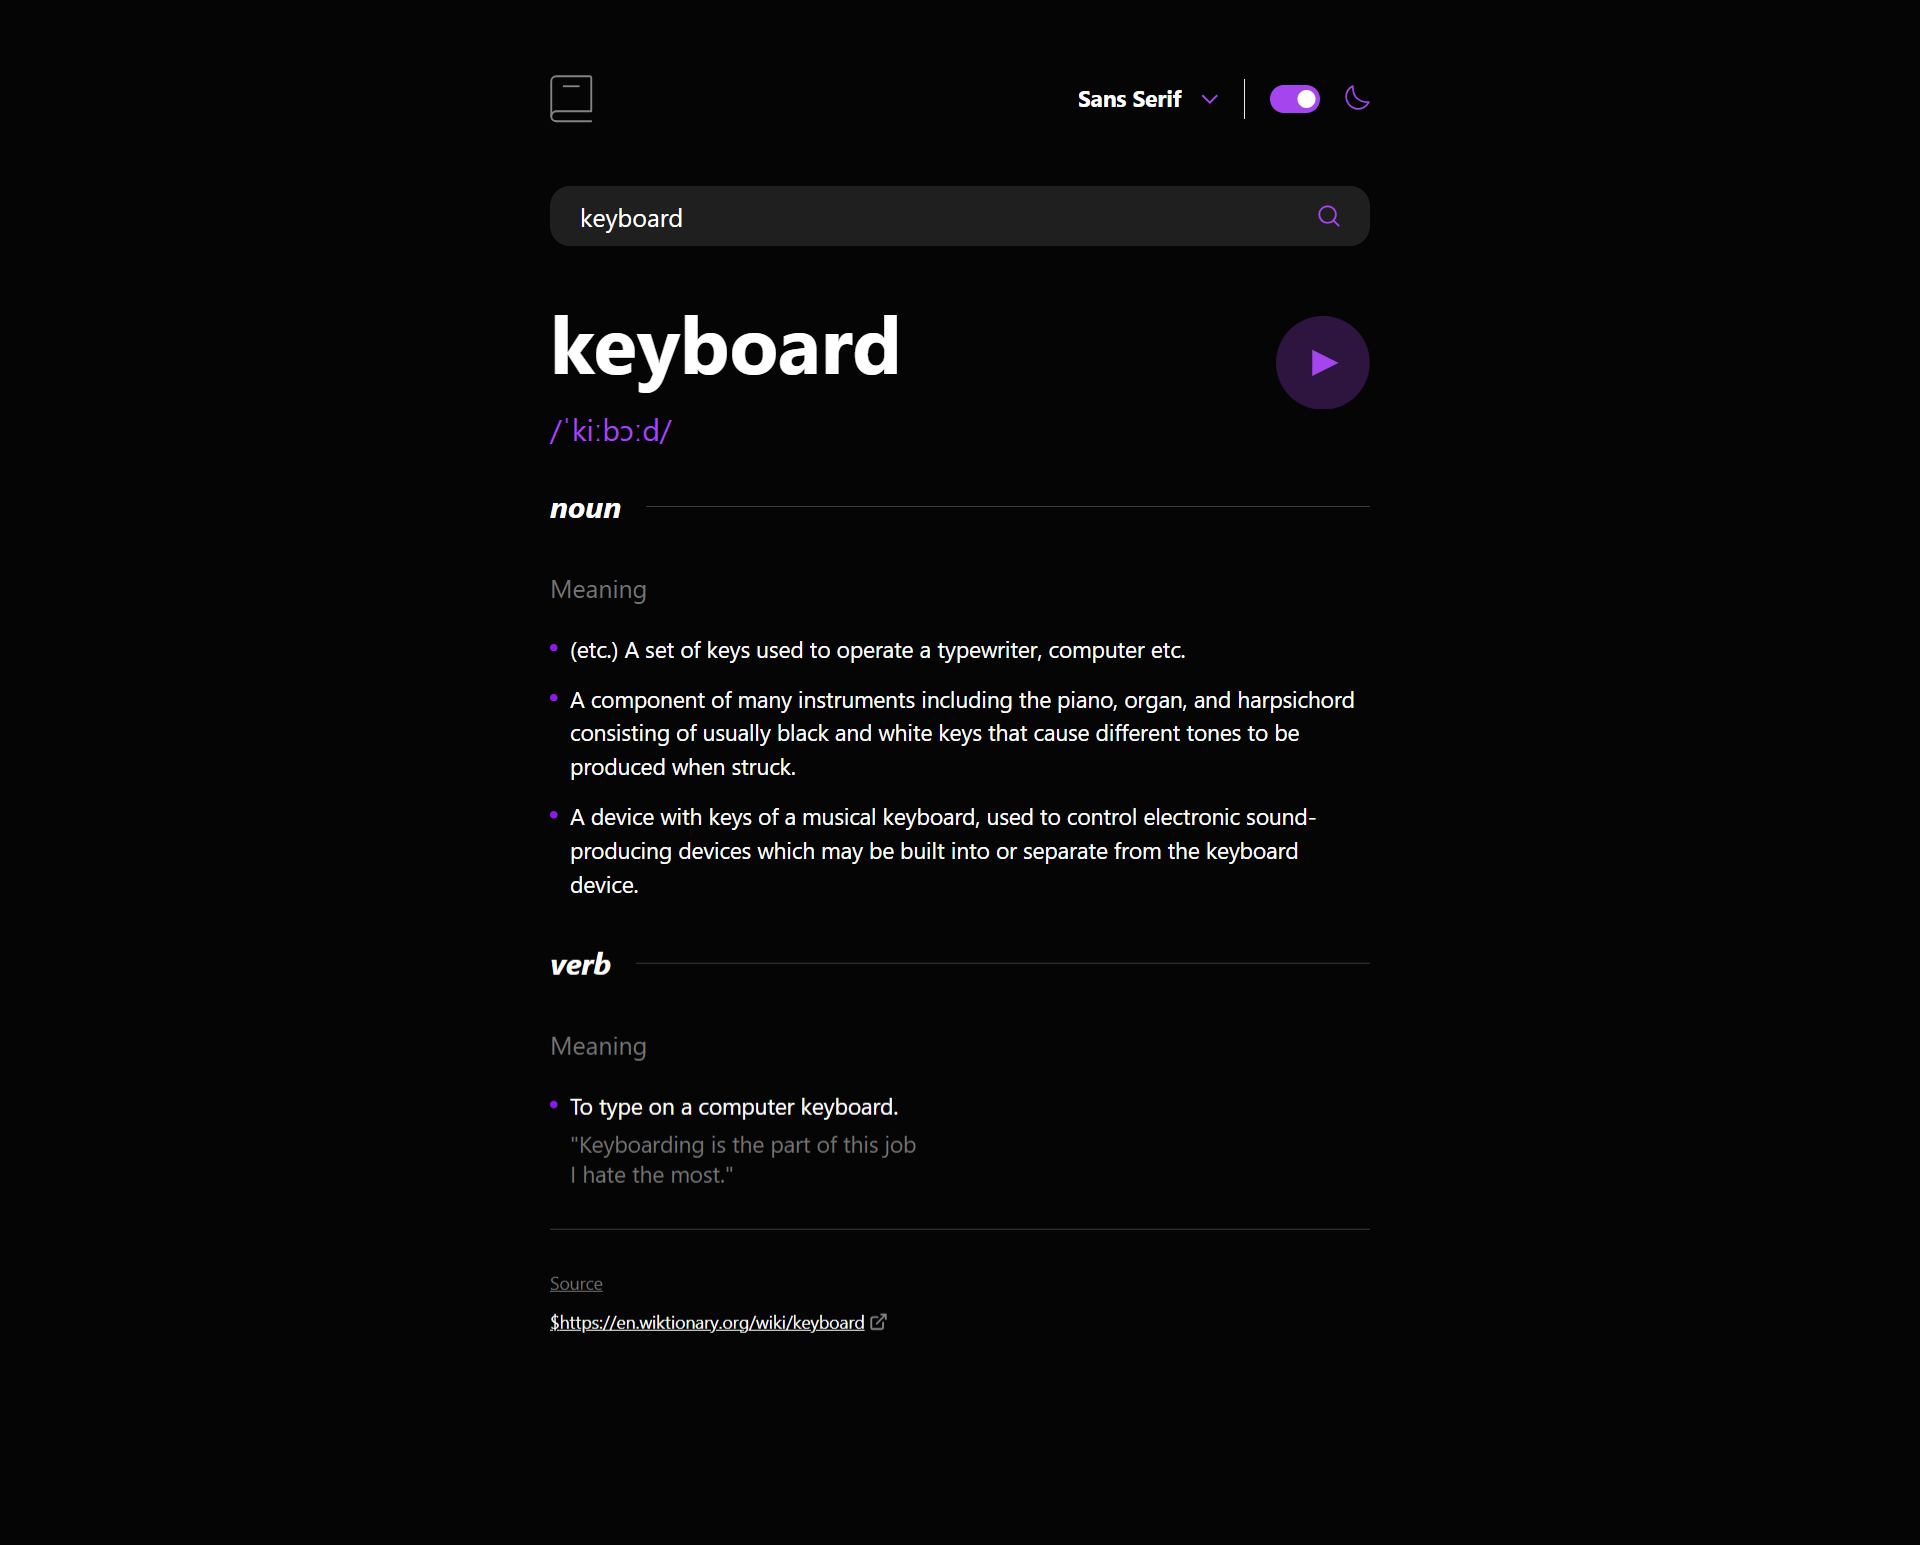 Sans Serif
keyboard
keyboard
/ˈkiːbɔːd/
noun
Meaning
(etc.) A set of keys used to operate a typewriter, computer etc.
A component of many instruments including the piano, organ, and harpsichord
consisting of usually black and white keys that cause different tones to be
produced when struck.
A device with keys of a musical keyboard, used to control electronic sound-
producing devices which may be built into or separate from the keyboard
device.
verb
Meaning
To type on a computer keyboard.
"Keyboarding is the part of this job
I hate the most."
Source
$https://en.wiktionary.org/wiki/keyboard